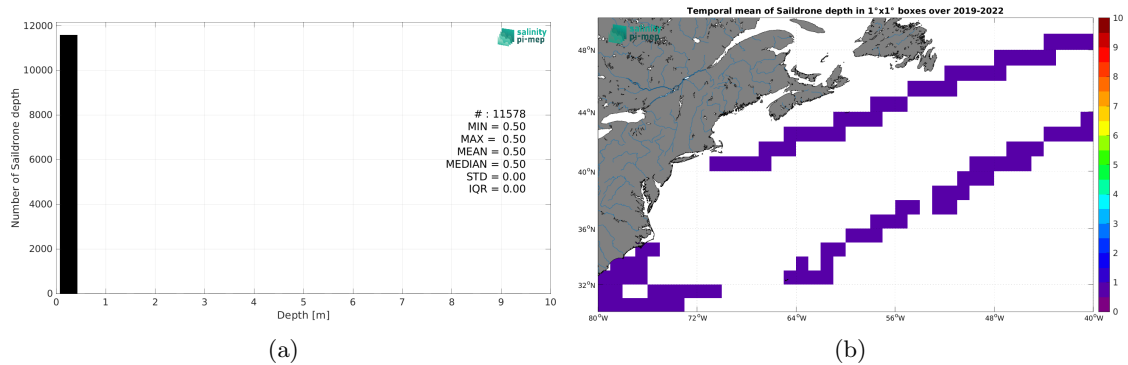 12000
10000
8000
6000
4000
2000
0
Number of Saildrone depth
0 1 2 3 4 5 6 7 8 9 10
Depth [m]
salinity
pi-mep
# : 11578
MIN = 0.50
MAX = 0.50
MEAN = 0.50
MEDIAN = 0.50
STD = 0.00
IQR = 0.00
(a)
Temporal mean of Saildrone depth in 1°x1° boxes over 2019-2022
salinity
pi-mep
48°N
44°N
40°N
36°N
32°N
80°W 72°W 64°W 56°W 48°W 40°W
10
9
8
7
6
5
4
3
2
1
0
(b)